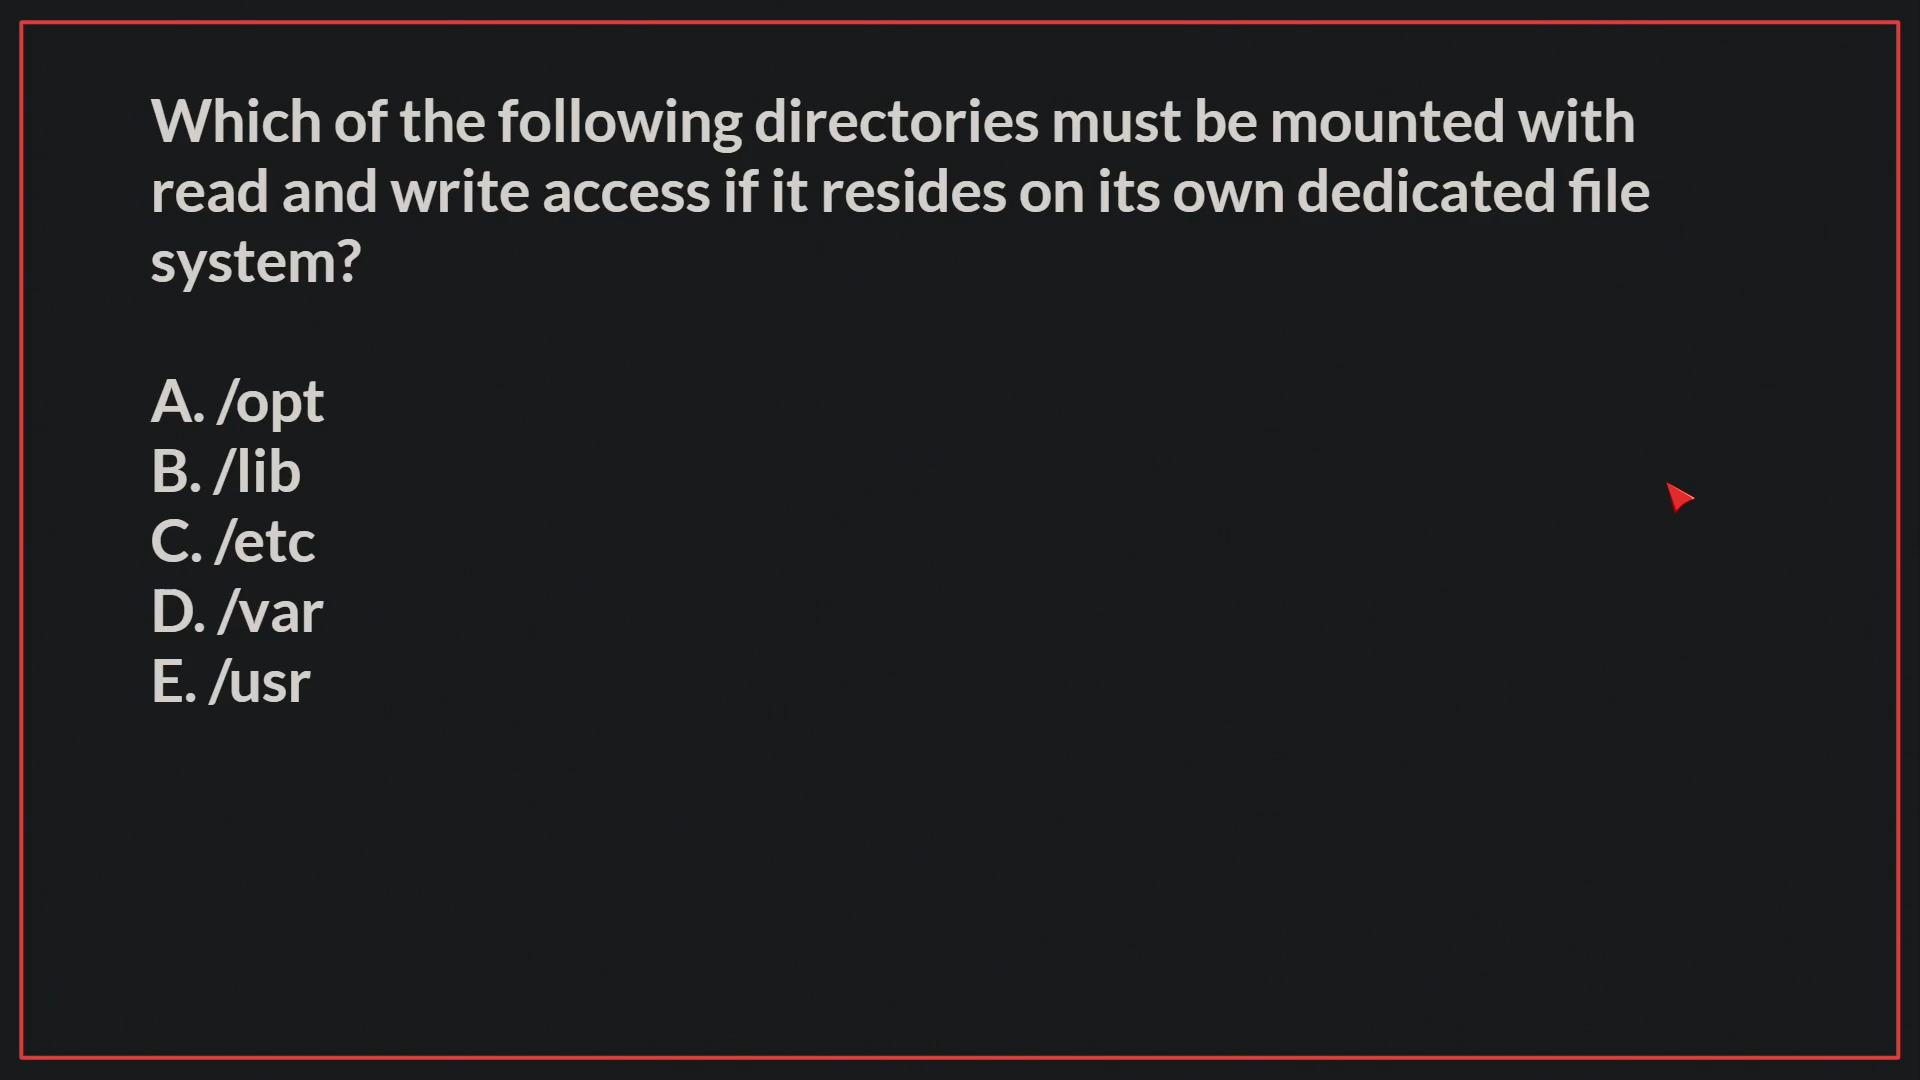 Which of the following directories must be mounted with
read and write access if it resides on its own dedicated file
system?
A. /opt
B. /lib
C. /etc
D. /var
E. /usr